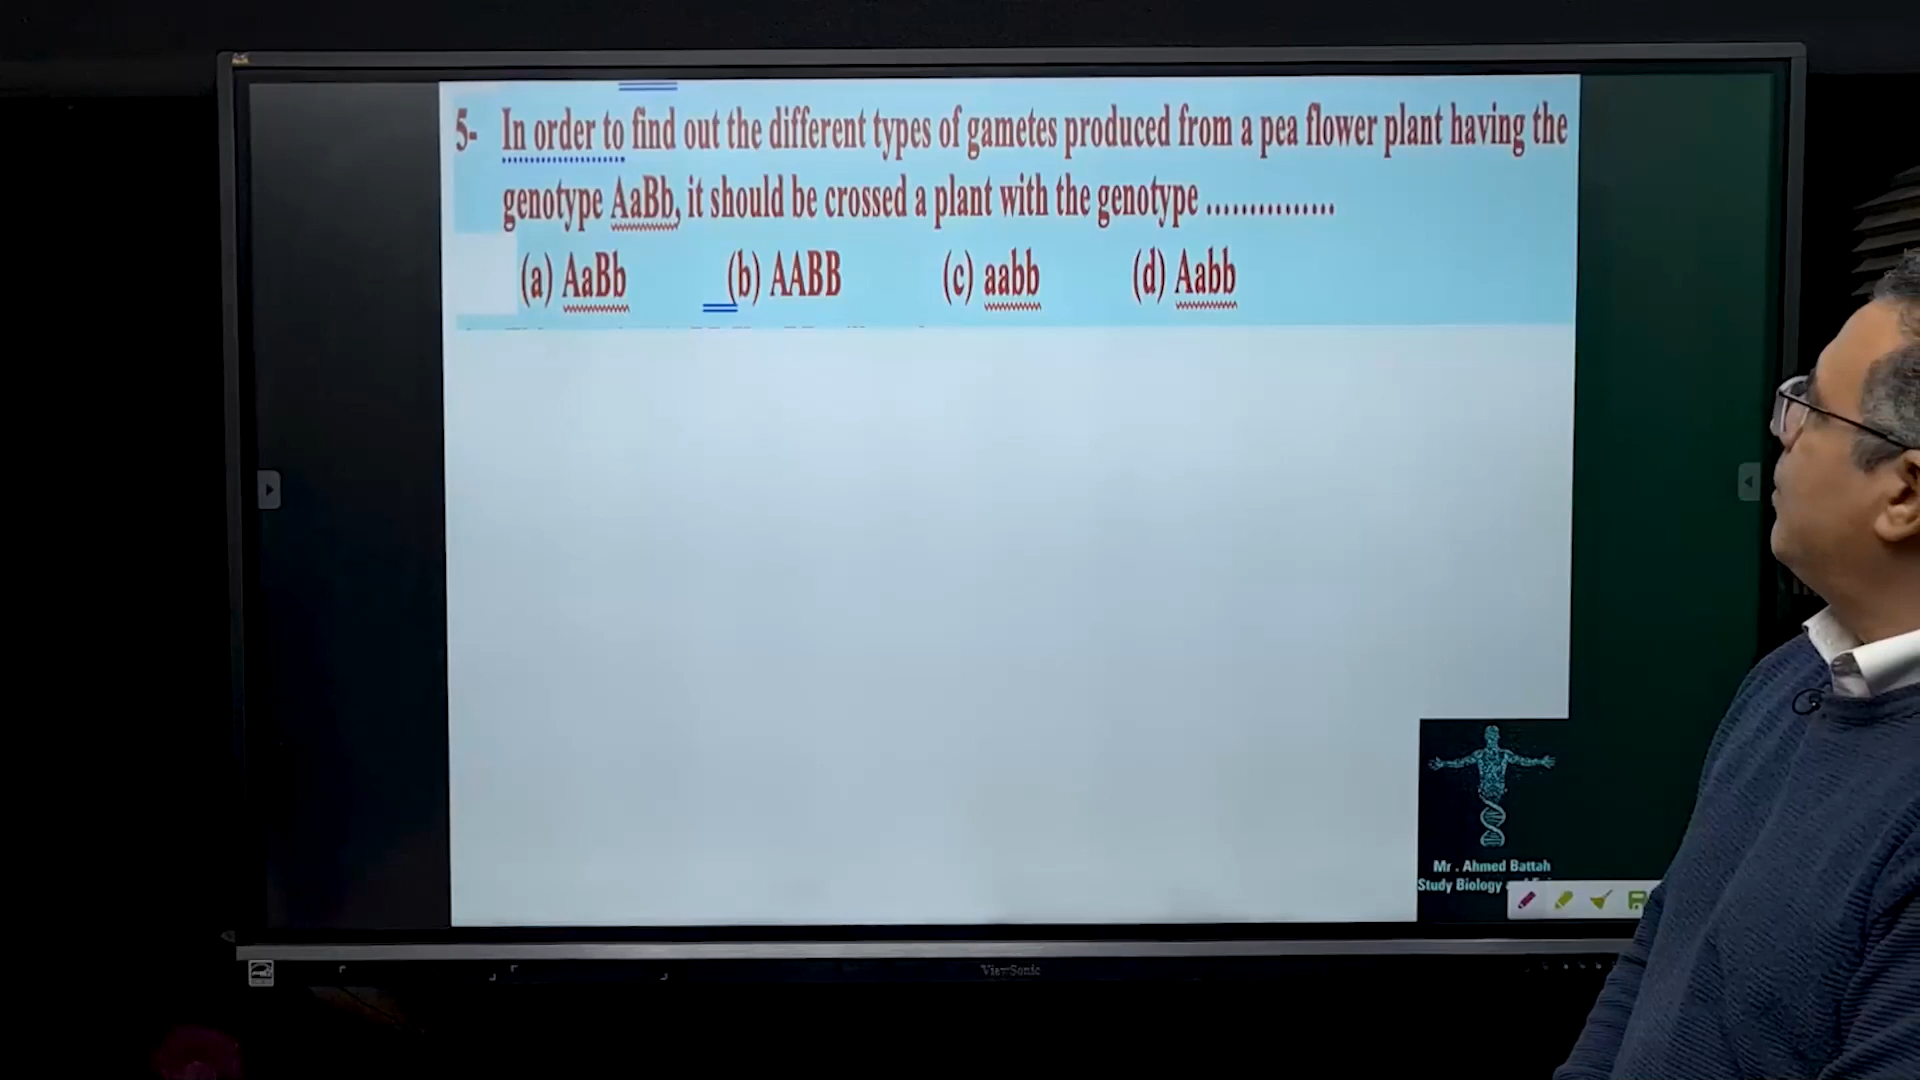 5- In order to find out the different types of gametes produced from a pea flower plant having the
genotype AaBb, it should be crossed a plant with the genotype ...............
(a) AaBb (b) AABB (c) aabb (d) Aabb
Mr . Ahmed Battah
Study Biology
ViewSonic